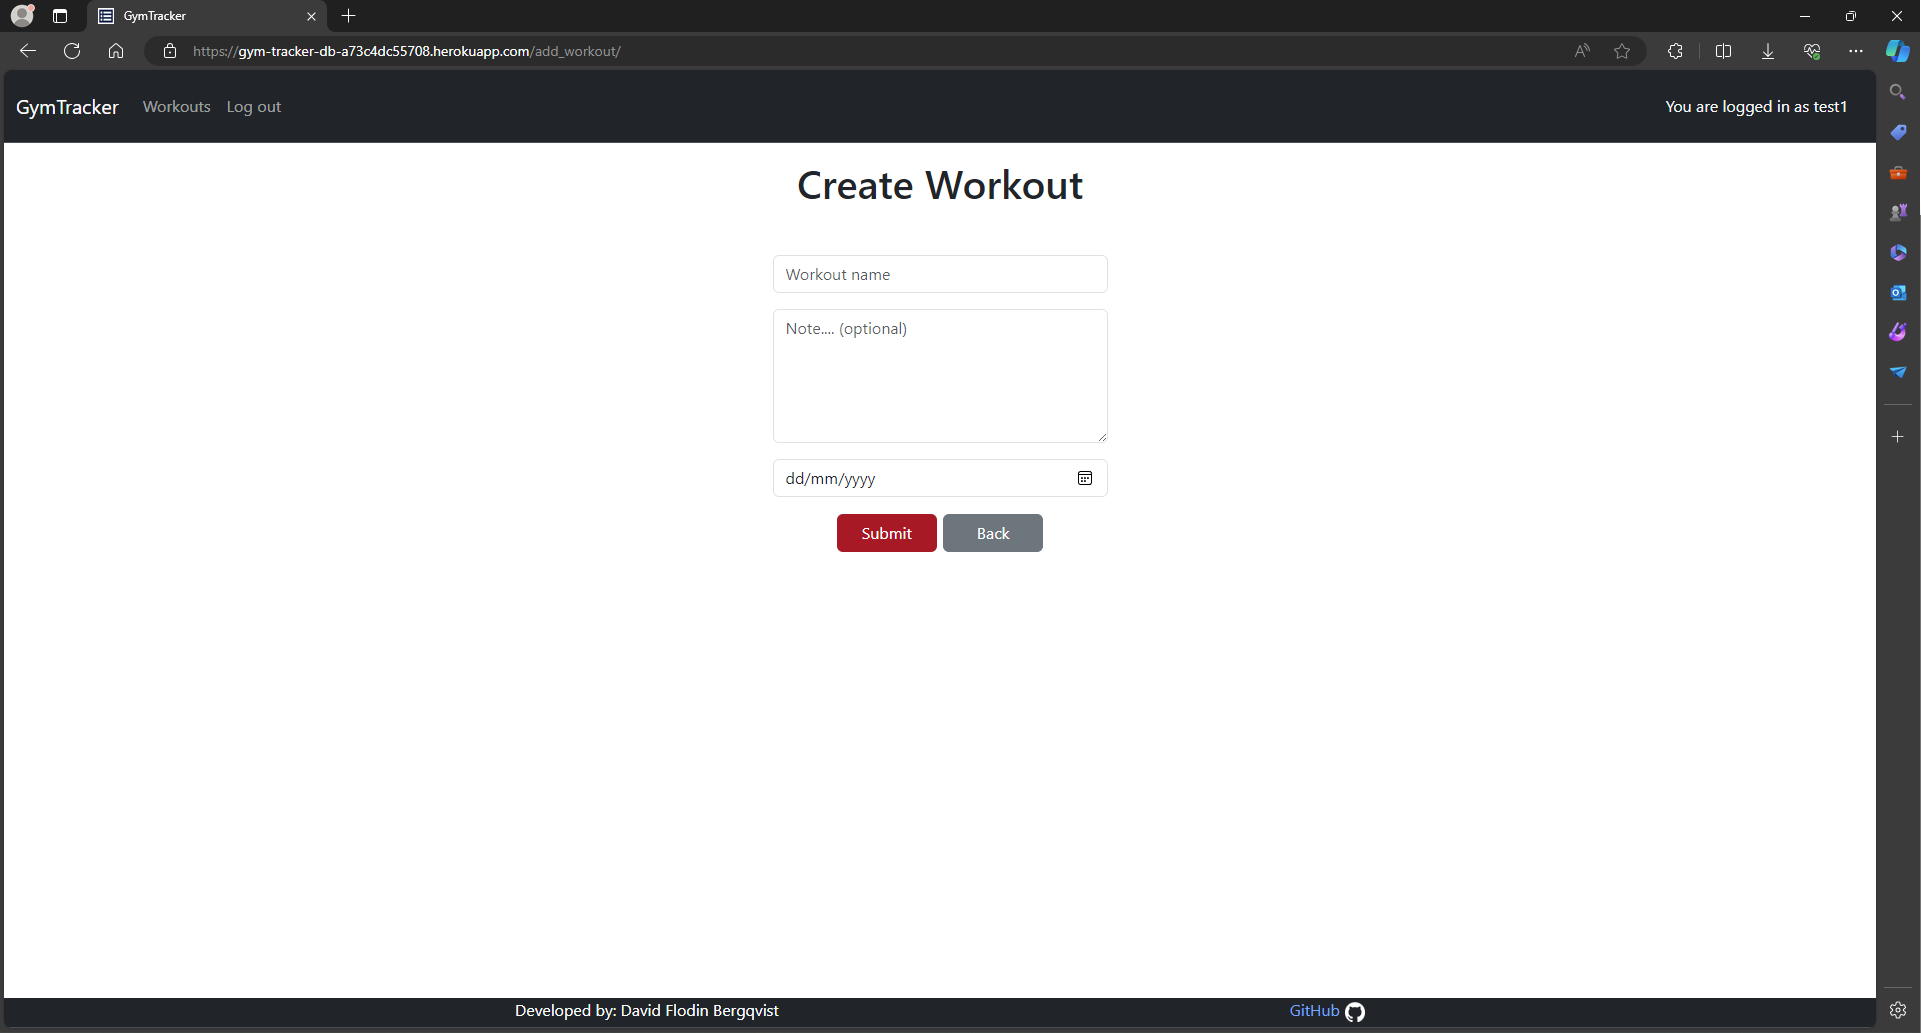 GymTracker
https://gym-tracker-db-a73c4dc55708.herokuapp.com/add_workout/
GymTracker Workouts Log out You are logged in as test1
Create Workout
Workout name
Note.... (optional)
dd/mm/yyyy
Submit Back
Developed by: David Flodin Bergqvist GitHub